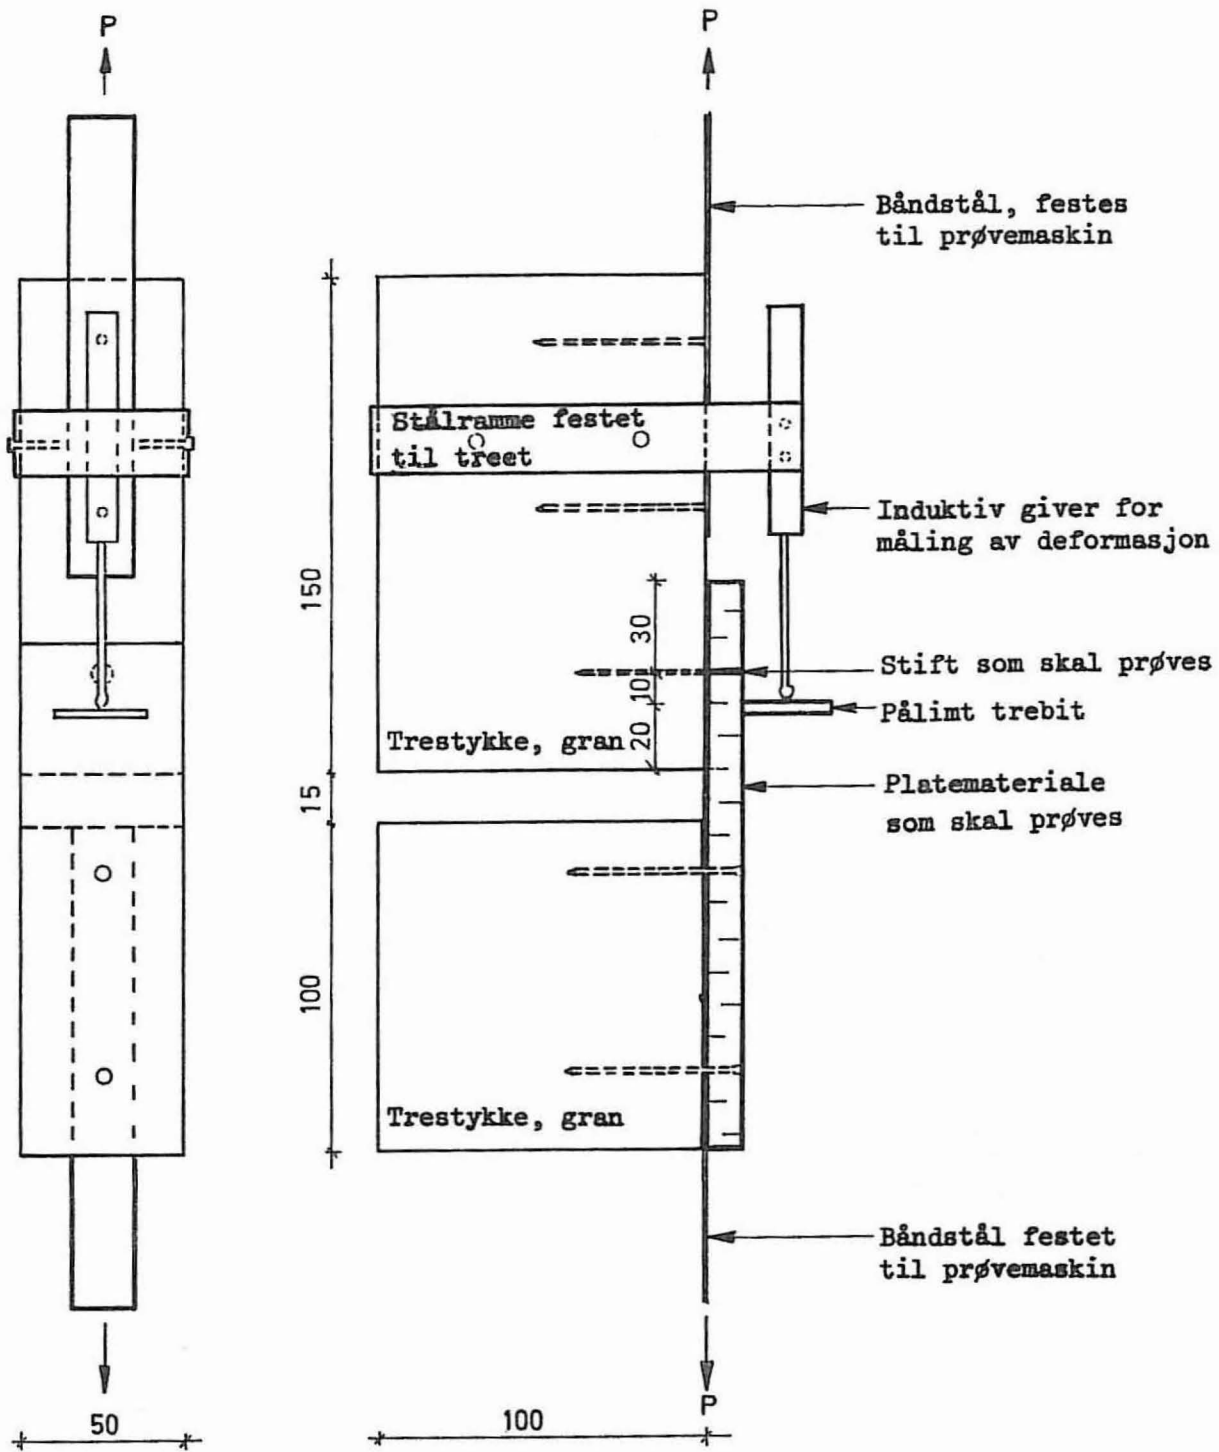 P
P
Båndstål, festes
til prøvemaskin
Stålramme festet
til treet
Induktiv giver for
måling av deformasjon
150
30
Stift som skal prøves
10
Pålimt trebit
20
Trestykke, gran
Platemateriale
som skal prøves
15
100
Trestykke, gran
Båndstål festet
til prøvemaskin
P
50
100